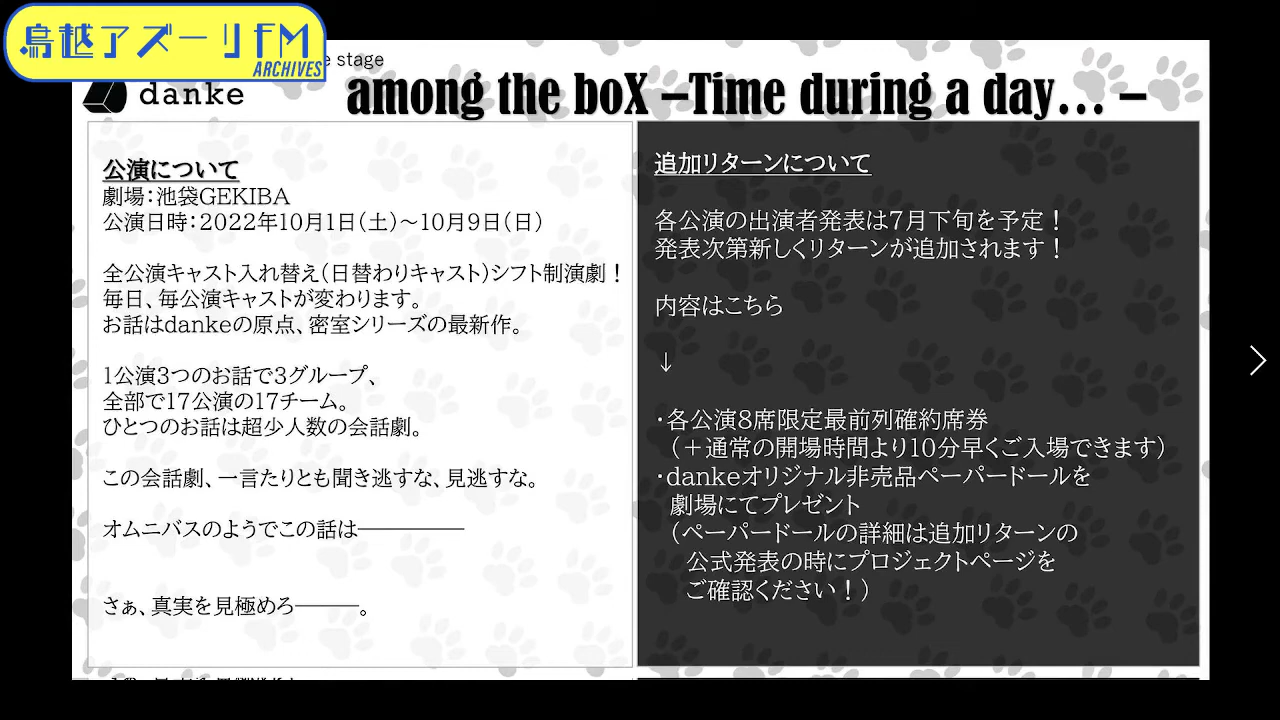 鳥越アズーリFM
ARCHIVES
stage
danke
among the boX –Time during a day… –
公演について
劇場：池袋GEKIBA
公演日時：2022年10月1日（土）～10月9日（日）
全公演キャスト入れ替え（日替わりキャスト）シフト制演劇！
毎日、毎公演キャストが変わります。
お話はdankeの原点、密室シリーズの最新作。
1公演3つのお話で3グループ、
全部で17公演の17チーム。
ひとつのお話は超少人数の会話劇。
この会話劇、一言たりとも聞き逃すな、見逃すな。
オムニバスのようでこの話は―――――
さぁ、真実を見極めろ―――。
追加リターンについて
各公演の出演者発表は7月下旬を予定！
発表次第新しくリターンが追加されます！
内容はこちら
↓
・各公演8席限定最前列確約席券
（＋通常の開場時間より10分早くご入場できます）
・dankeオリジナル非売品ペーパードールを
劇場にてプレゼント
（ペーパードールの詳細は追加リターンの
公式発表の時にプロジェクトページを
ご確認ください！）